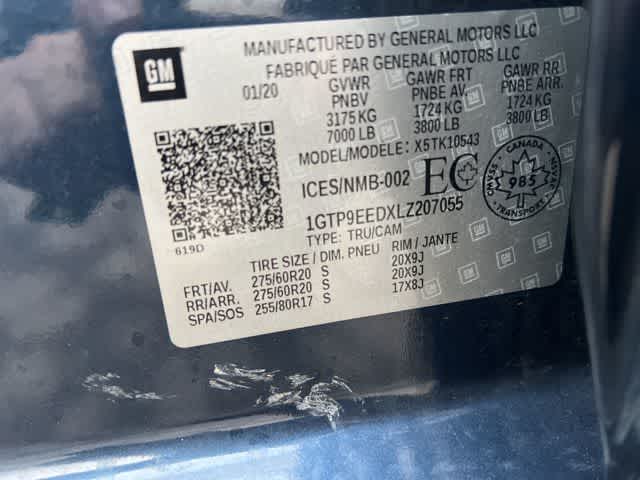 GM
MANUFACTURED BY GENERAL MOTORS LLC
FABRIQUÉ PAR GENERAL MOTORS LLC
01/20 GVWR GAWR FRT GAWR RR
PNBV PNBE AV. PNBE ARR.
3175 KG 1724 KG 1724 KG
7000 LB 3800 LB 3800 LB
MODEL/MODELE: X5TK10543
ICES/NMB-002 EC
CANADA
985
1GTP9EEDXLZ207055
TYPE: TRU/CAM
619D
TIRE SIZE / DIM. PNEU RIM / JANTE
FRT/AV. 275/60R20 S 20X9J
RR/ARR. 275/60R20 S 20X9J
SPA/SOS 255/80R17 S 17X8J